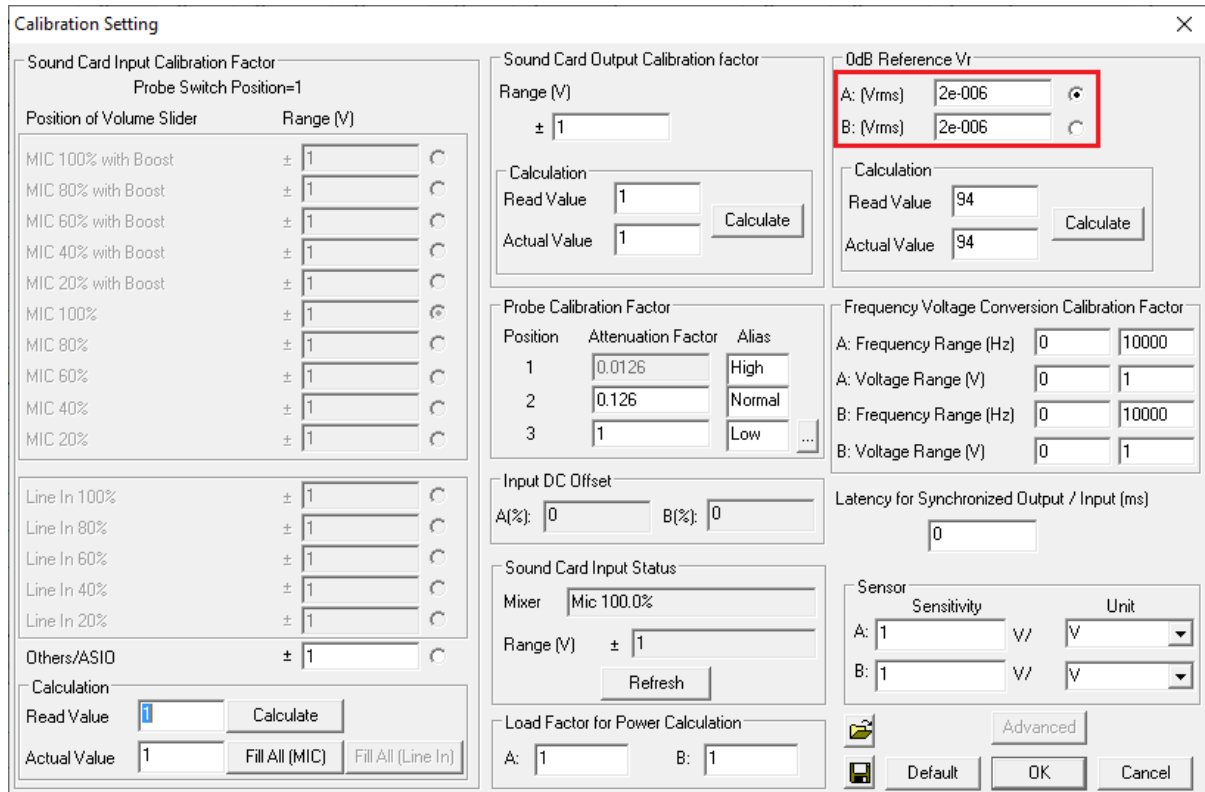 Calibration Setting
Sound Card Input Calibration Factor
Probe Switch Position=1
Position of Volume Slider Range (V)
MIC 100% with Boost ± 1
MIC 80% with Boost ± 1
MIC 60% with Boost ± 1
MIC 40% with Boost ± 1
MIC 20% with Boost ± 1
MIC 100% ± 1
MIC 80% ± 1
MIC 60% ± 1
MIC 40% ± 1
MIC 20% ± 1
Line In 100% ± 1
Line In 80% ± 1
Line In 60% ± 1
Line In 40% ± 1
Line In 20% ± 1
Others/ASIO ± 1
Calculation
Read Value 1 Calculate
Actual Value 1 Fill All (MIC) Fill All (Line In)
Sound Card Output Calibration factor
Range (V)
± 1
Calculation
Read Value 1
Calculate
Actual Value 1
Probe Calibration Factor
Position Attenuation Factor Alias
1 0.0126 High
2 0.126 Normal
3 1 Low ...
Input DC Offset
A(%): 0 B(%): 0
Sound Card Input Status
Mixer Mic 100.0%
Range (V) ± 1
Refresh
Load Factor for Power Calculation
A: 1 B: 1
0dB Reference Vr
A: (Vrms) 2e-006
B: (Vrms) 2e-006
Calculation
Read Value 94
Calculate
Actual Value 94
Frequency Voltage Conversion Calibration Factor
A: Frequency Range (Hz) 0 10000
A: Voltage Range (V) 0 1
B: Frequency Range (Hz) 0 10000
B: Voltage Range (V) 0 1
Latency for Synchronized Output / Input (ms)
0
Sensor
Sensitivity Unit
A: 1 V/ V
B: 1 V/ V
Advanced
Default OK Cancel